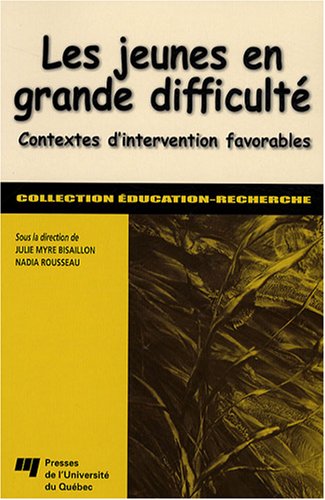 Les jeunes en
grande difficulté
Contextes d'intervention favorables
COLLECTION ÉDUCATION-RECHERCHE
Sous la direction de
JULIE MYRE BISAILLON
NADIA ROUSSEAU
Presses
de l'Université
du Québec